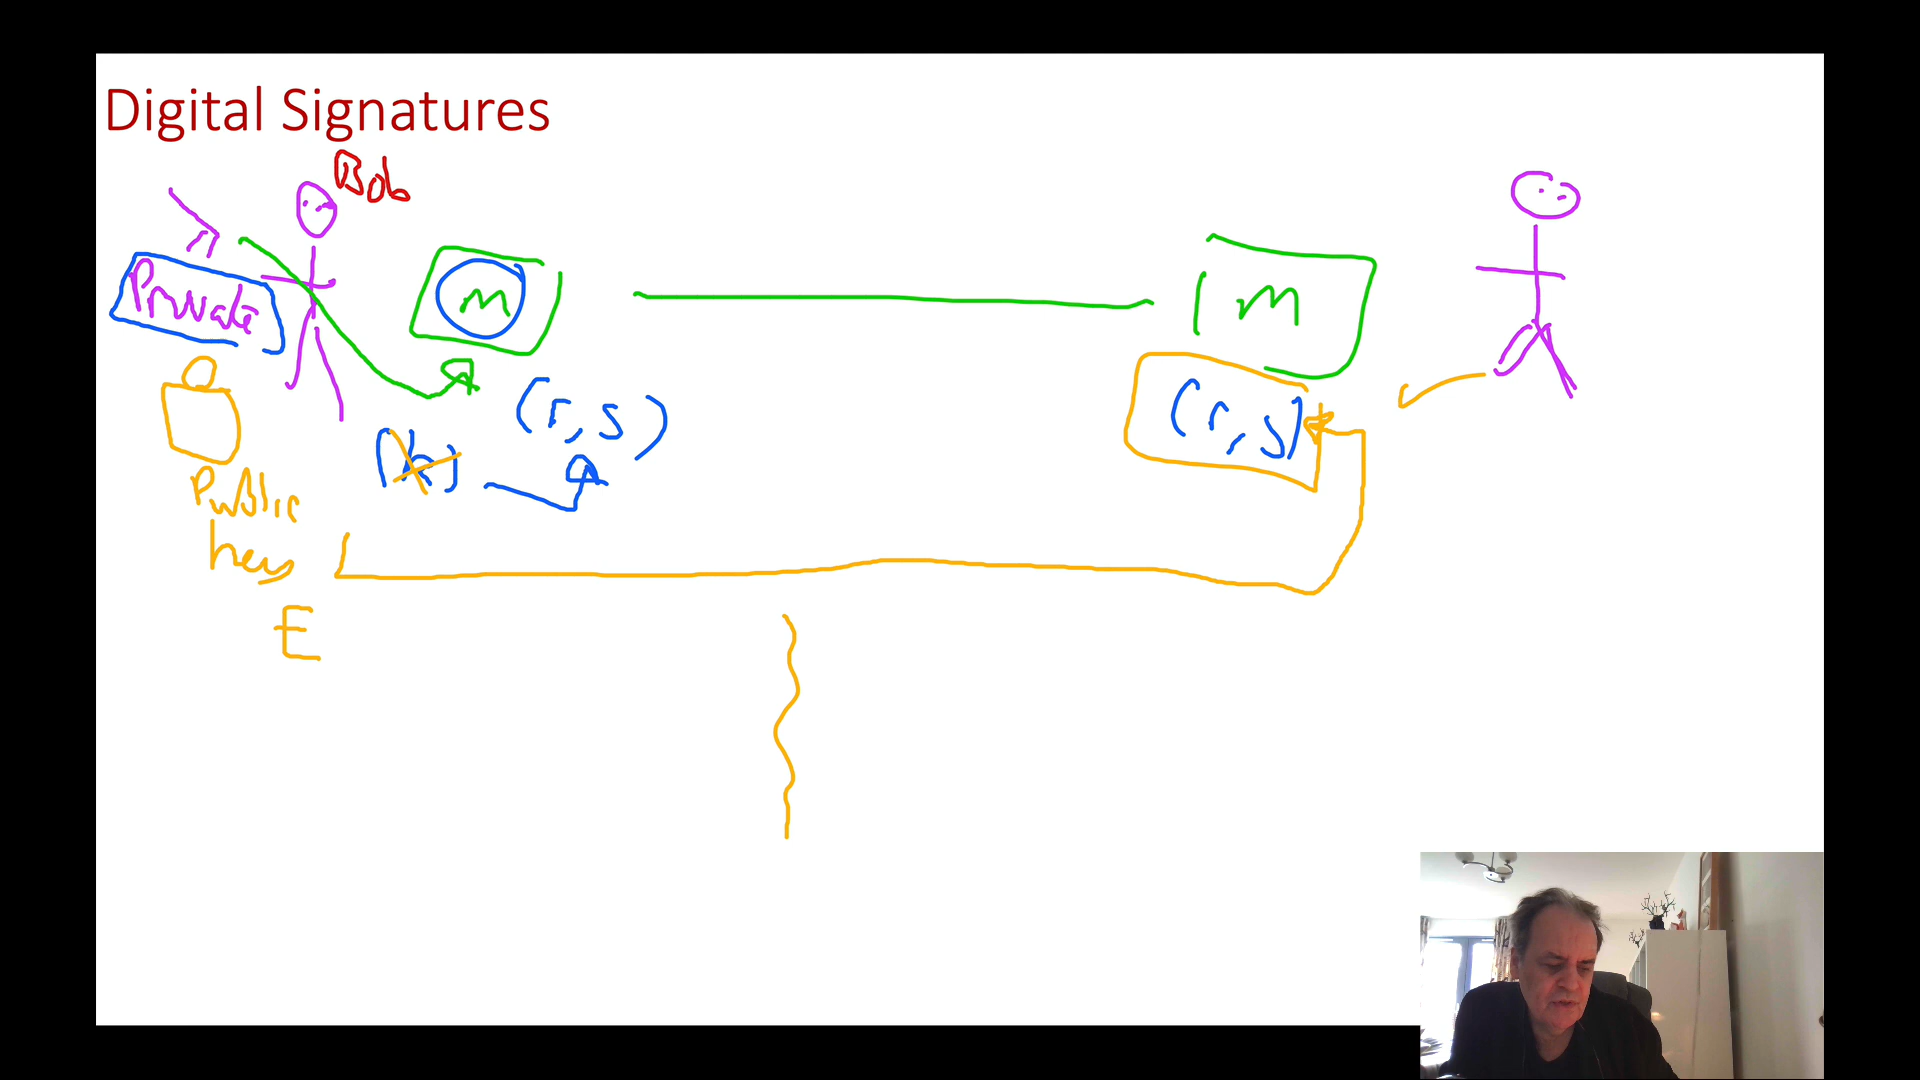 Digital Signatures
Bob
Private
m
m
(r, s)
(r, s)
[k]
Public
key
E